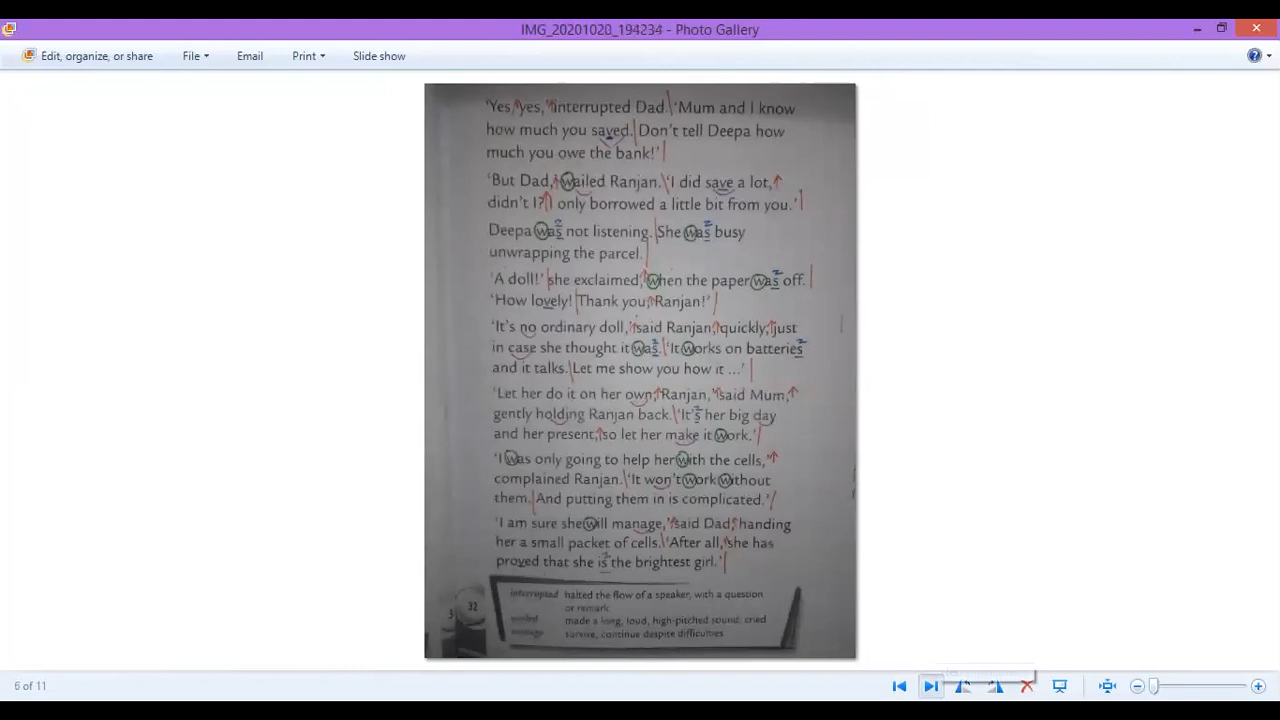 IMG_20201020_194234 - Photo Gallery
Edit, organize, or share File Email Print Slide show
'Yes, yes,' interrupted Dad. 'Mum and I know
how much you saved. Don't tell Deepa how
much you owe the bank!'
'But Dad,' wailed Ranjan. 'I did save a lot,
didn't I? I only borrowed a little bit from you.'
Deepa was not listening. She was busy
unwrapping the parcel.
'A doll!' she exclaimed, when the paper was off.
'How lovely! Thank you, Ranjan!'
'It's no ordinary doll,' said Ranjan, quickly, just
in case she thought it was. 'It works on batteries
and it talks. Let me show you how it ...'
'Let her do it on her own, Ranjan,' said Mum,
gently holding Ranjan back. 'It's her big day
and her present, so let her make it work.'
'I was only going to help her with the cells,'
complained Ranjan. 'It won't work without
them. And putting them in is complicated.'
'I am sure she will manage,' said Dad, handing
her a small packet of cells. 'After all, she has
proved that she is the brightest girl.'
interrupted halted the flow of a speaker, with a question
or remark
wailed made a long, loud, high-pitched sound, cried
manage survive, continue despite difficulties
32
6 of 11